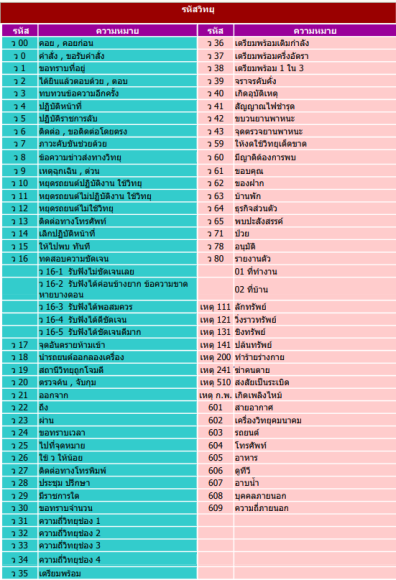 รหัสวิทยุ
รหัส ความหมาย รหัส ความหมาย
ว 00 คอย , คอยก่อน ว 36 เตรียมพร้อมเต็มกำลัง
ว 0 คำสั่ง , ขอรับคำสั่ง ว 37 เตรียมพร้อมครึ่งอัตรา
ว 1 ขอทราบที่อยู่ ว 38 เตรียมพร้อม 1 ใน 3
ว 2 ได้ยินแล้วตอบด้วย , ตอบ ว 39 จราจรคับคั่ง
ว 3 ทบทวนข้อความอีกครั้ง ว 40 เกิดอุบัติเหตุ
ว 4 ปฏิบัติหน้าที่ ว 41 สัญญาณไฟชำรุด
ว 5 ปฏิบัติราชการลับ ว 42 ขบวนยานพาหนะ
ว 6 ติดต่อ , ขอติดต่อโดยตรง ว 43 จุดตรวจยานพาหนะ
ว 7 ภาวะคับขันช่วยด้วย ว 59 ให้งดใช้วิทยุเด็ดขาด
ว 8 ข้อความข่าวส่งทางวิทยุ ว 60 มีญาติต้องการพบ
ว 9 เหตุฉุกเฉิน , ด่วน ว 61 ขอบคุณ
ว 10 หยุดรถยนต์ปฏิบัติงาน ใช้วิทยุ ว 62 ของฝาก
ว 11 หยุดรถยนต์ไม่ปฏิบัติงาน ใช้วิทยุ ว 63 บ้านพัก
ว 12 หยุดรถยนต์ไม่ใช้วิทยุ ว 64 ธุรกิจส่วนตัว
ว 13 ติดต่อทางโทรศัพท์ ว 65 พบปะสังสรรค์
ว 14 เลิกปฏิบัติหน้าที่ ว 71 ป่วย
ว 15 ให้ไปพบ ทันที ว 78 อนุมัติ
ว 16 ทดสอบความชัดเจน ว 80 รายงานตัว
ว 16-1 รับฟังไม่ชัดเจนเลย 01 ที่ทำงาน
ว 16-2 รับฟังได้ค่อนข้างยาก ข้อความขาด
หายบางตอน 02 ที่บ้าน
ว 16-3 รับฟังได้พอสมควร เหตุ 111 ลักทรัพย์
ว 16-4 รับฟังได้ดีชัดเจน เหตุ 121 วิ่งราวทรัพย์
ว 16-5 รับฟังได้ชัดเจนดีมาก เหตุ 131 ชิงทรัพย์
ว 17 จุดอันตรายห้ามเข้า เหตุ 141 ปล้นทรัพย์
ว 18 นำรถยนต์ออกลองเครื่อง เหตุ 200 ทำร้ายร่างกาย
ว 19 สถานีวิทยุถูกโจมตี เหตุ 241 ฆ่าคนตาย
ว 20 ตรวจค้น , จับกุม เหตุ 510 สงสัยเป็นระเบิด
ว 21 ออกจาก เหตุ ก.พ. เกิดเพลิงไหม้
ว 22 ถึง 601 สายอากาศ
ว 23 ผ่าน 602 เครื่องวิทยุคมนาคม
ว 24 ขอทราบเวลา 603 รถยนต์
ว 25 ไปที่จุดหมาย 604 โทรศัพท์
ว 26 ใช้ ว ให้น้อย 605 อาหาร
ว 27 ติดต่อทางโทรพิมพ์ 606 ดูทีวี
ว 28 ประชุม ปรึกษา 607 อาบน้ำ
ว 29 มีราชการใด 608 บุคคลภายนอก
ว 30 ขอทราบจำนวน 609 ความถี่ภายนอก
ว 31 ความถี่วิทยุช่อง 1
ว 32 ความถี่วิทยุช่อง 2
ว 33 ความถี่วิทยุช่อง 3
ว 34 ความถี่วิทยุช่อง 4
ว 35 เตรียมพร้อม